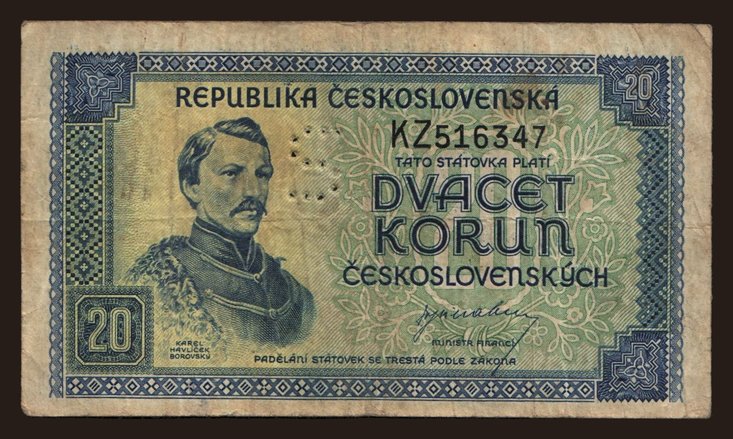 20
REPUBLIKA ČESKOSLOVENSKÁ
KZ516347
TATO STÁTOVKA PLATÍ
DVACET
KORUN
ČESKOSLOVENSKÝCH
20
KAREL
HAVLÍČEK
BOROVSKÝ
MINISTR FINANCÍ
PADĚLÁNÍ STÁTOVEK SE TRESTÁ PODLE ZÁKONA
20